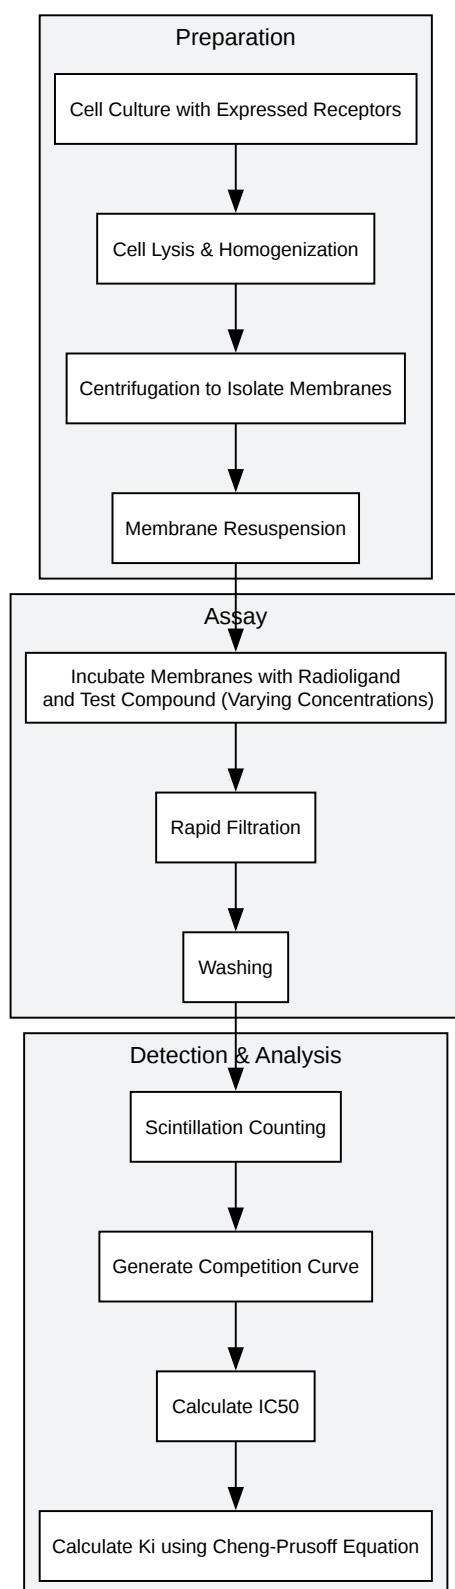 Preparation
Cell Culture with Expressed Receptors
Cell Lysis & Homogenization
Centrifugation to Isolate Membranes
Membrane Resuspension
Assay
Incubate Membranes with Radioligand
and Test Compound (Varying Concentrations)
Rapid Filtration
Washing
Detection & Analysis
Scintillation Counting
Generate Competition Curve
Calculate IC50
Calculate Ki using Cheng-Prusoff Equation